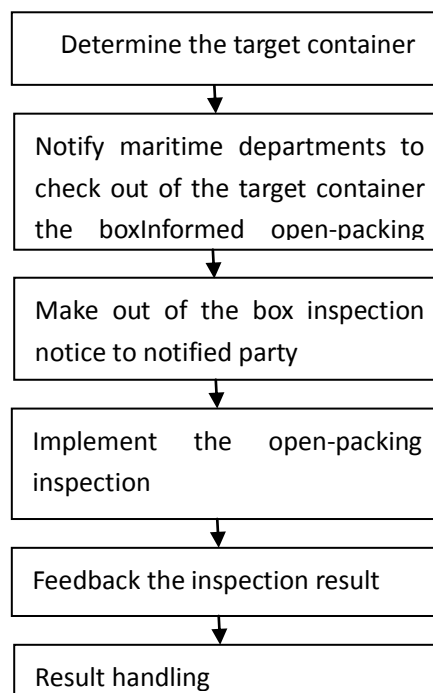 Determine the target container
Notify maritime departments to
check out of the target container
the boxInformed open-packing
Make out of the box inspection
notice to notified party
Implement the open-packing
inspection
Feedback the inspection result
Result handling